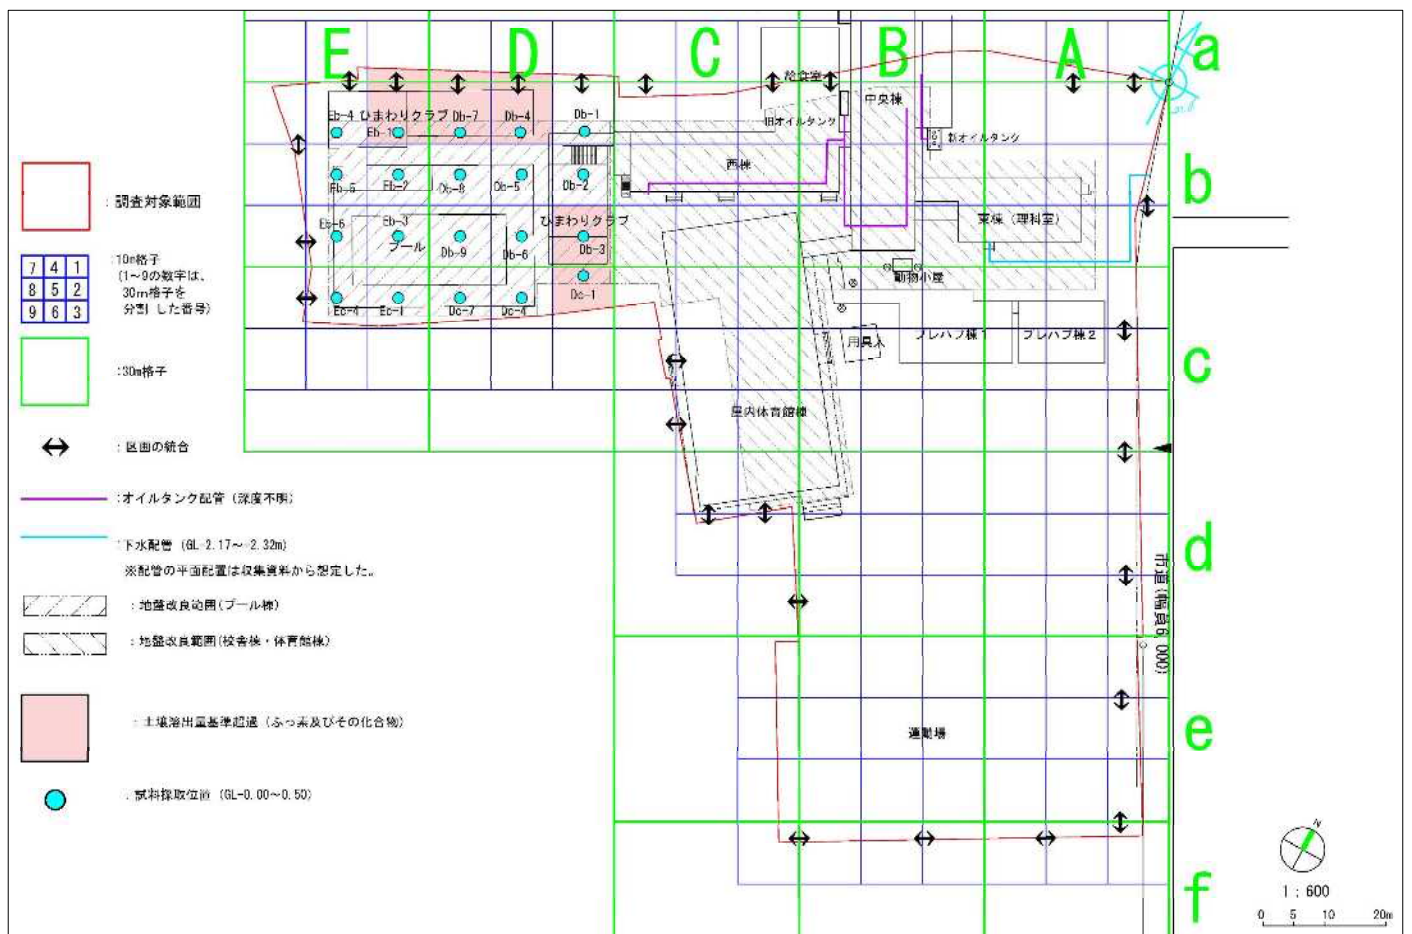 E
D
C
B
A
a
b
c
d
e
f
給食室
中央棟
旧オイルタンク
新オイルタンク
西棟
東棟（理科室）
動物小屋
プレハブ棟1
プレハブ棟2
屋内体育館棟
運動場
市道(幅員6,000)
Eb-4
ひまわりクラブ
Eb-1
Db-7
Db-4
Db-1
Eb-5
Eb-2
Db-8
Db-5
Db-2
ひまわりクラブ
Eb-6
Eb-3
プール
Db-9
Db-6
Db-3
Dc-1
Ec-4
Ec-1
Dc-7
Dc-4
：調査対象範囲
7 4 1
8 5 2
9 6 3
:10m格子
(1～9の数字は、
30m格子を
分割した番号)
:30m格子
：区画の統合
:オイルタンク配管（深度不明）
:下水配管（GL-2.17～-2.32m）
※配管の平面配置は収集資料から想定した。
：地盤改良範囲(プール棟)
：地盤改良範囲(校舎棟・体育館棟)
：土壌溶出量基準超過（ふっ素及びその化合物）
：試料採取位置（GL-0.00～0.50）
N
1：600
0 5 10 20m